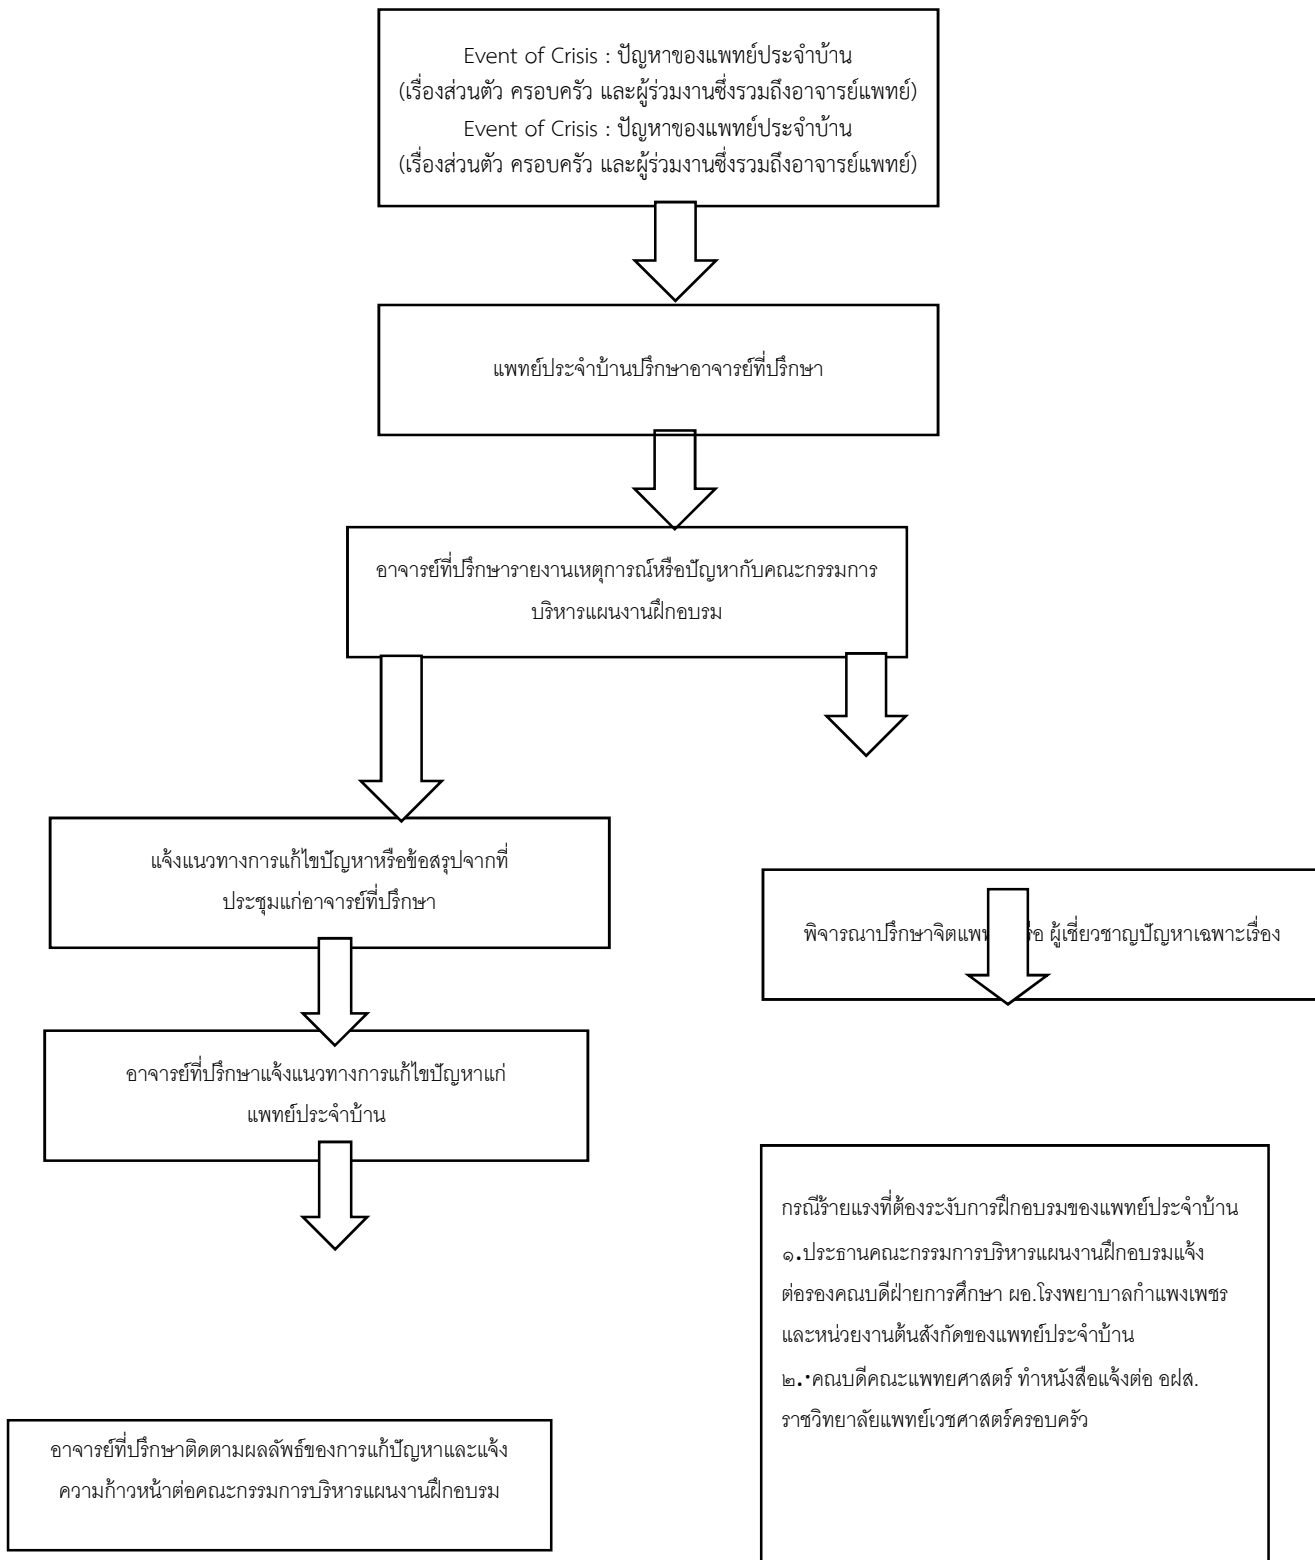 Event of Crisis : ปัญหาของแพทย์ประจำบ้าน
(เรื่องส่วนตัว ครอบครัว และผู้ร่วมงานซึ่งรวมถึงอาจารย์แพทย์)
Event of Crisis : ปัญหาของแพทย์ประจำบ้าน
(เรื่องส่วนตัว ครอบครัว และผู้ร่วมงานซึ่งรวมถึงอาจารย์แพทย์)
แพทย์ประจำบ้านปรึกษาอาจารย์ที่ปรึกษา
อาจารย์ที่ปรึกษารายงานเหตุการณ์หรือปัญหากับคณะกรรมการ
บริหารแผนงานฝึกอบรม
แจ้งแนวทางการแก้ไขปัญหาหรือข้อสรุปจากที่
ประชุมแก่อาจารย์ที่ปรึกษา
พิจารณาปรึกษา ผู้เชี่ยวชาญปัญหาเฉพาะเรื่อง
อาจารย์ที่ปรึกษาแจ้งแนวทางการแก้ไขปัญหาแก่
แพทย์ประจำบ้าน
กรณีร้ายแรงที่ต้องระงับการฝึกอบรมของแพทย์ประจำบ้าน
๑.ประธานคณะกรรมการบริหารแผนงานฝึกอบรมแจ้ง
ต่อรองคณบดีฝ่ายการศึกษา ผอ.โรงพยาบาลกำแพงเพชร
และหน่วยงานต้นสังกัดของแพทย์ประจำบ้าน
๒.·คณบดีคณะแพทยศาสตร์ ทำหนังสือแจ้งต่อ อฝส.
ราชวิทยาลัยแพทย์เวชศาสตร์ครอบครัว
อาจารย์ที่ปรึกษาติดตามผลลัพธ์ของการแก้ปัญหาและแจ้ง
ความก้าวหน้าต่อคณะกรรมการบริหารแผนงานฝึกอบรม